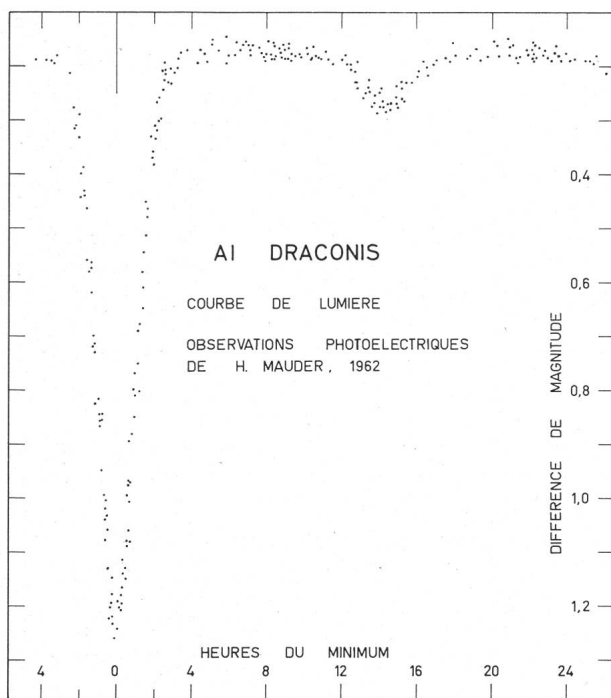 0,4
AI DRACONIS
0,6
COURBE DE LUMIERE
OBSERVATIONS PHOTOELECTRIQUES
DE H. MAUDER, 1962
0,8
DIFFERENCE DE MAGNITUDE
1,0
1,2
HEURES DU MINIMUM
4 0 4 8 12 16 20 24